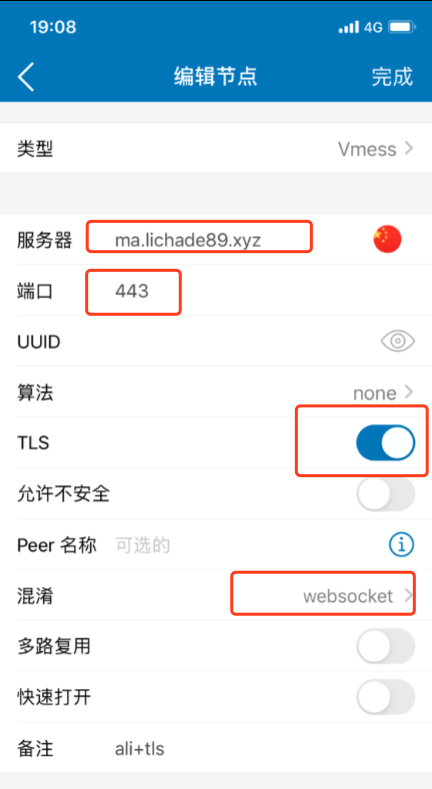 19:08 4G
编辑节点 完成
类型 Vmess
服务器 ma.lichade89.xyz
端口 443
UUID
算法 none
TLS
允许不安全
Peer 名称 可选的
混淆 websocket
多路复用
快速打开
备注 ali+tls